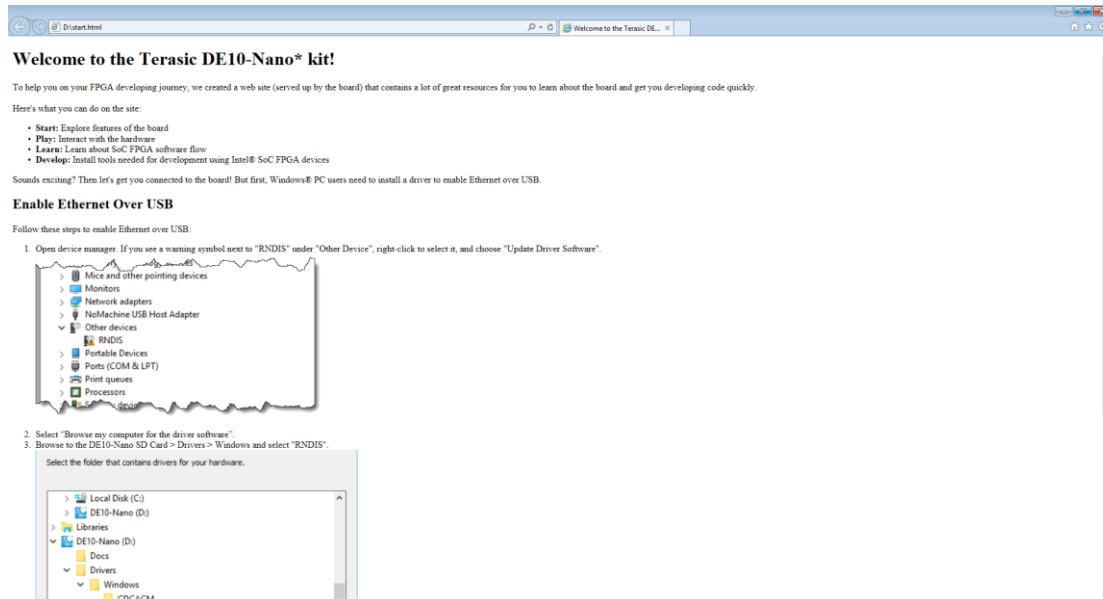 D:\start.html
Welcome to the Terasic DE...
Welcome to the Terasic DE10-Nano* kit!
To help you on your FPGA developing journey, we created a web site (served up by the board) that contains a lot of great resources for you to learn about the board and get you developing code quickly.
Here's what you can do on the site:
• Start: Explore features of the board
• Play: Interact with the hardware
• Learn: Learn about SoC FPGA software flow
• Develop: Install tools needed for development using Intel® SoC FPGA devices
Sounds exciting? Then let's get you connected to the board! But first, Windows® PC users need to install a driver to enable Ethernet over USB.
Enable Ethernet Over USB
Follow these steps to enable Ethernet over USB:
1. Open device manager. If you see a warning symbol next to "RNDIS" under "Other Device", right-click to select it, and choose "Update Driver Software".
Mice and other pointing devices
Monitors
Network adapters
NoMachine USB Host Adapter
Other devices
RNDIS
Portable Devices
Ports (COM & LPT)
Print queues
Processors
2. Select "Browse my computer for the driver software".
3. Browse to the DE10-Nano SD Card > Drivers > Windows and select "RNDIS".
Select the folder that contains drivers for your hardware.
Local Disk (C:)
DE10-Nano (D:)
Libraries
DE10-Nano (D:)
Docs
Drivers
Windows